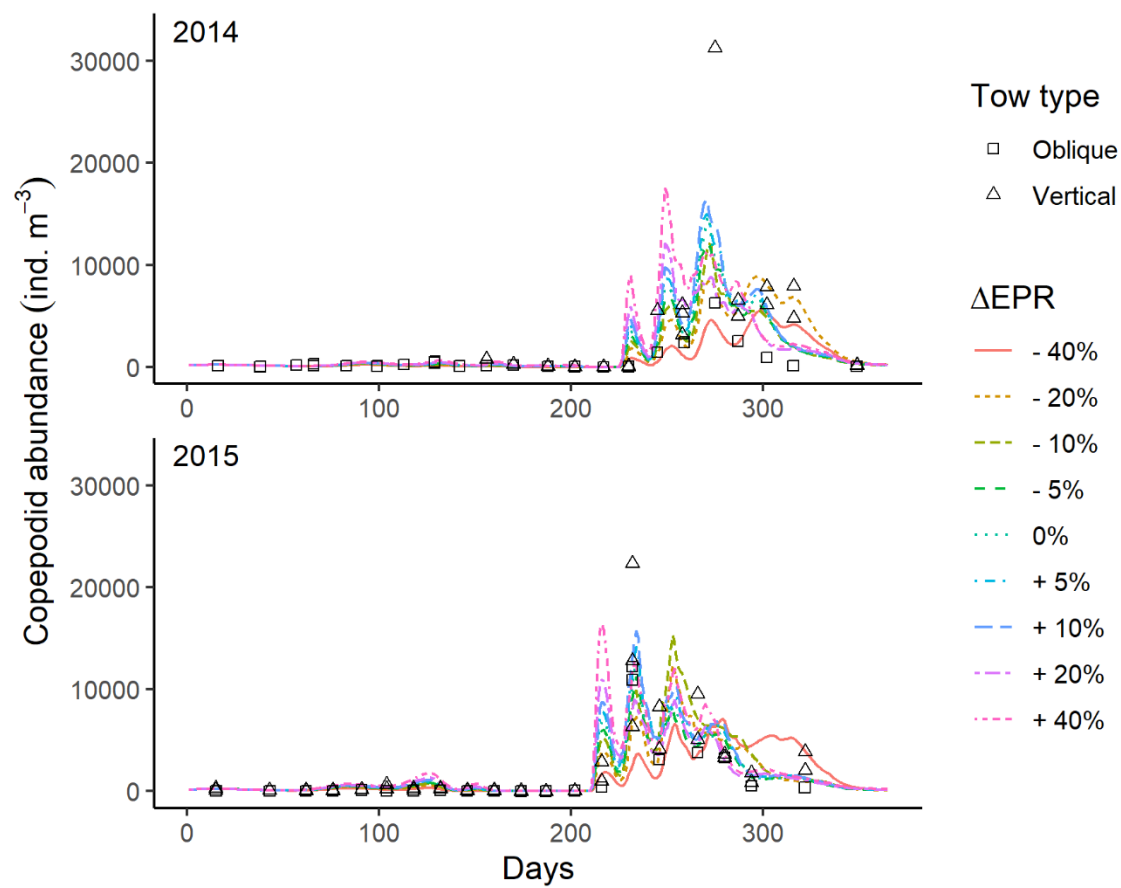 2014
30000
20000
10000
0
0 100 200 300
2015
30000
20000
10000
0
0 100 200 300
Days
Copepodid abundance (ind. m⁻³)
Tow type
Oblique
Vertical
ΔEPR
- 40%
- 20%
- 10%
- 5%
0%
+ 5%
+ 10%
+ 20%
+ 40%